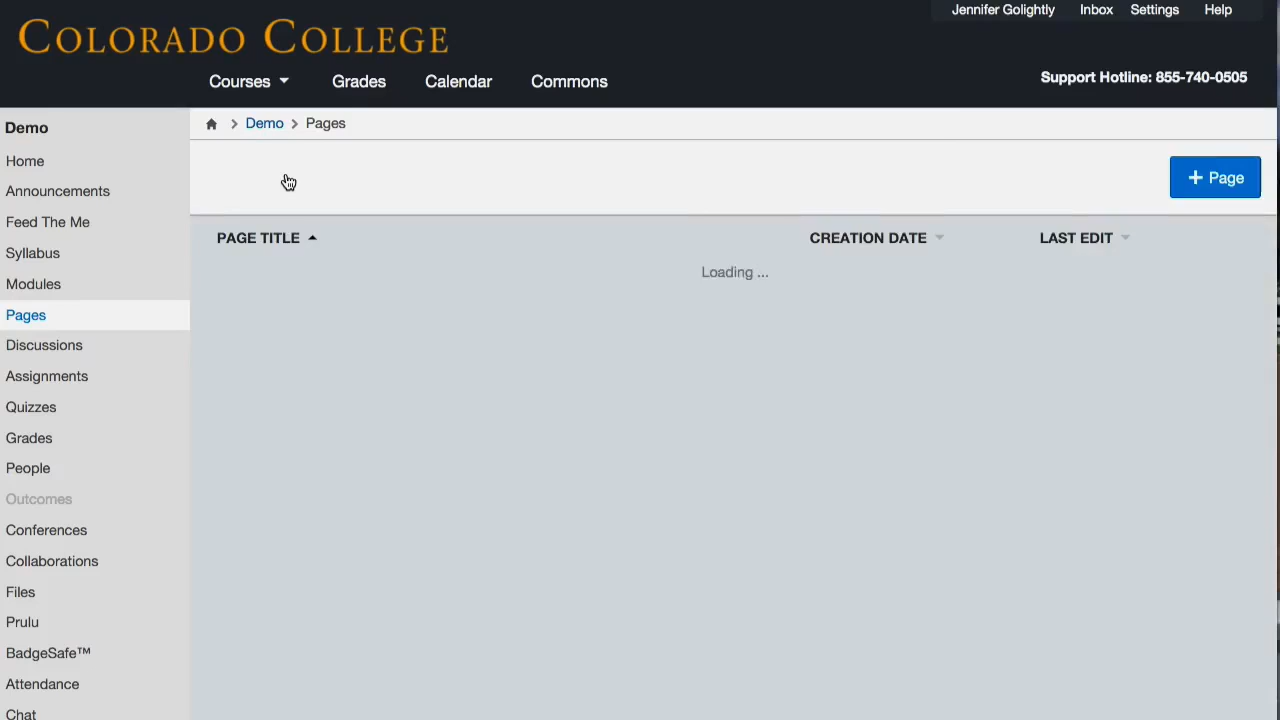 Jennifer Golightly Inbox Settings Help
COLORADO COLLEGE
Courses Grades Calendar Commons
Support Hotline: 855-740-0505
Demo
Home
Announcements
Feed The Me
Syllabus
Modules
Pages
Discussions
Assignments
Quizzes
Grades
People
Outcomes
Conferences
Collaborations
Files
Prulu
BadgeSafe™
Attendance
Chat
> Demo > Pages
+ Page
PAGE TITLE CREATION DATE LAST EDIT
Loading ...